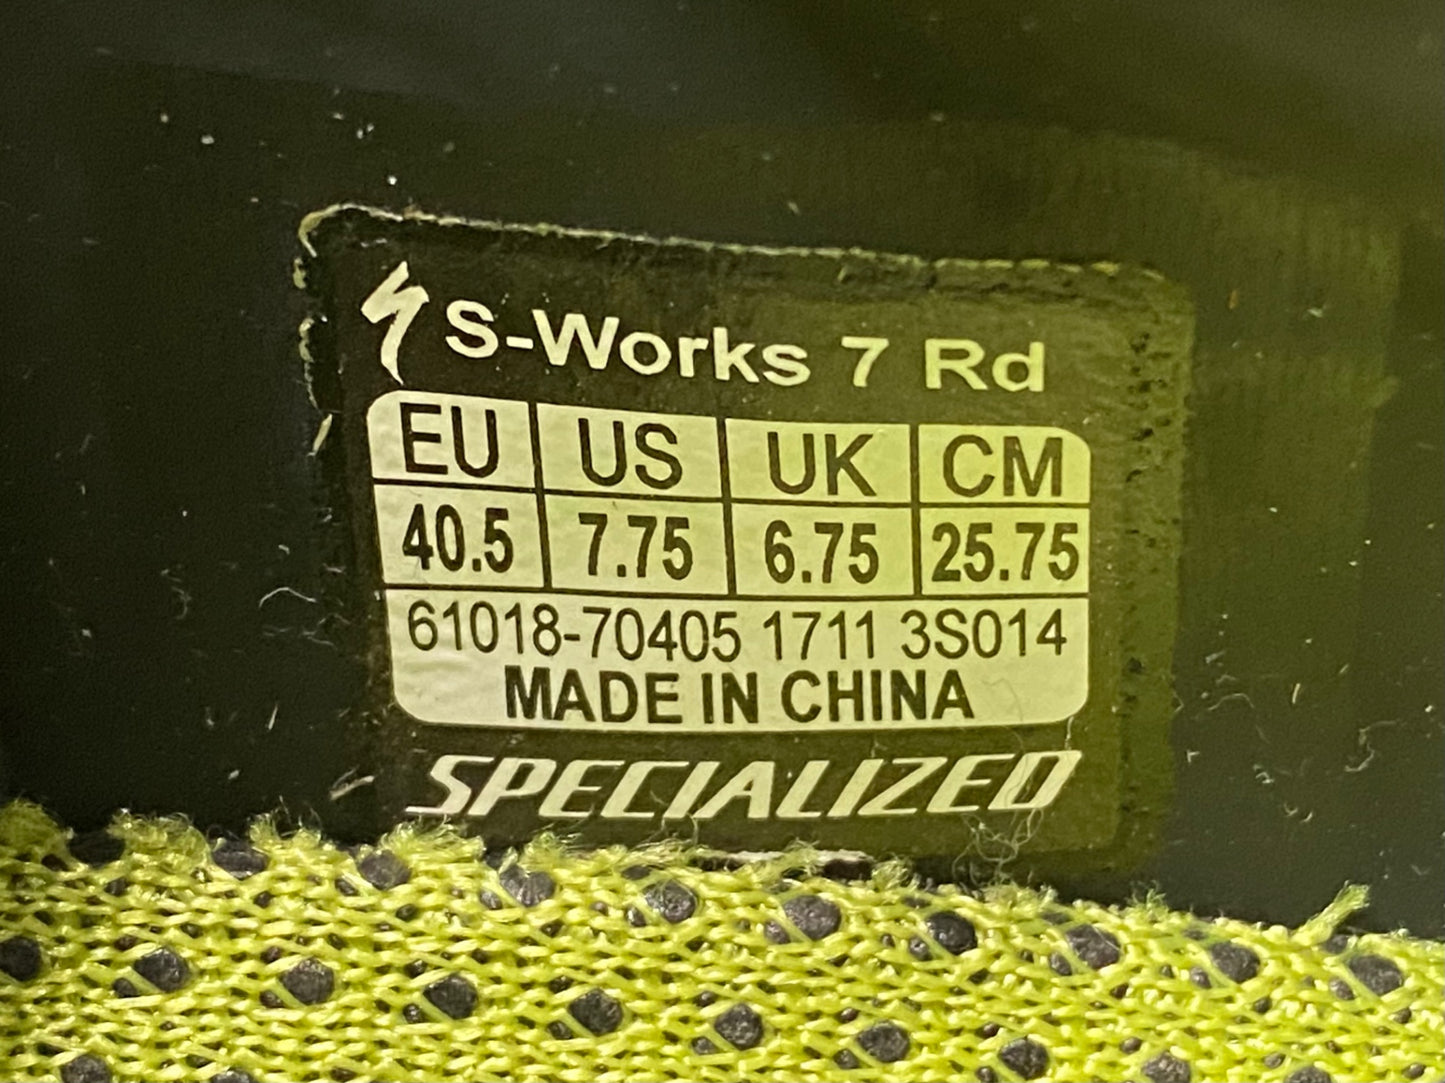 S-Works 7 Rd
EU US UK CM
40.5 7.75 6.75 25.75
61018-70405 1711 3S014
MADE IN CHINA
SPECIALIZED